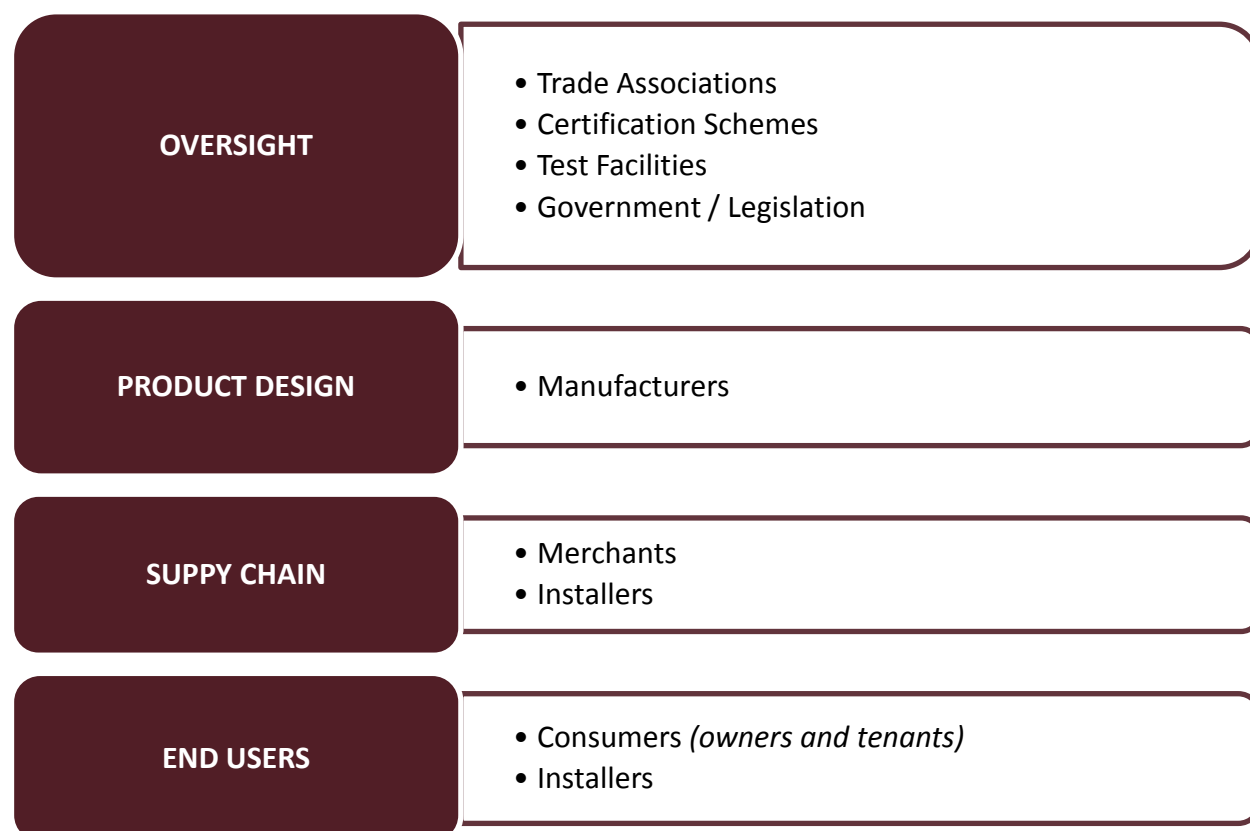 OVERSIGHT
• Trade Associations
• Certification Schemes
• Test Facilities
• Government / Legislation
PRODUCT DESIGN
• Manufacturers
SUPPY CHAIN
• Merchants
• Installers
END USERS
• Consumers (owners and tenants)
• Installers